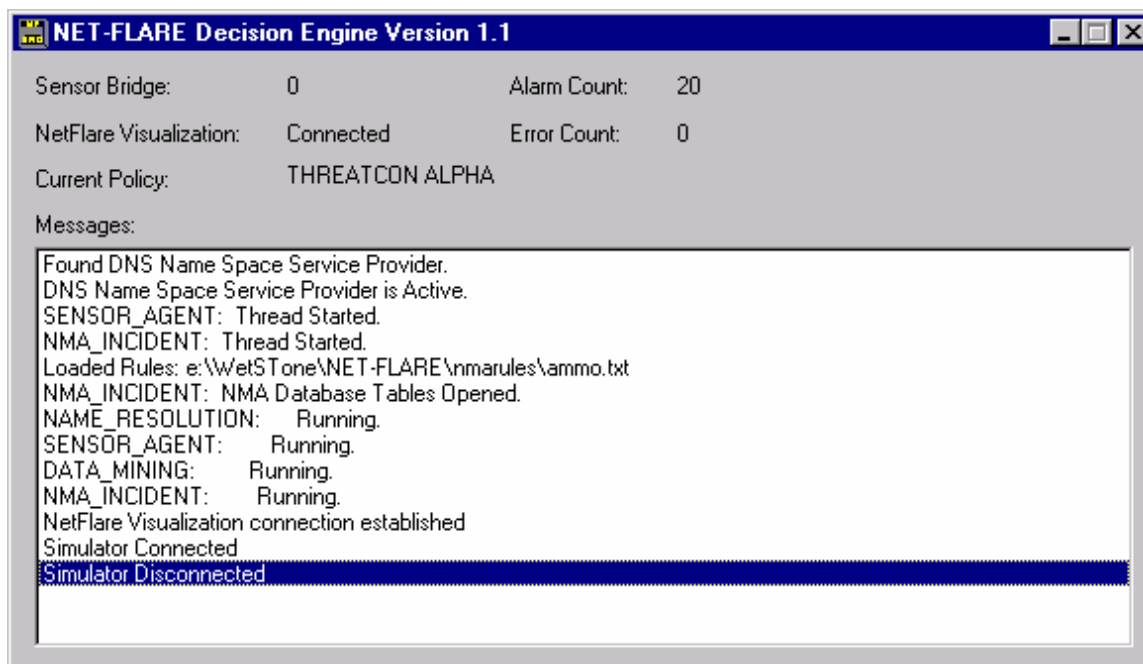 NET-FLARE Decision Engine Version 1.1
Sensor Bridge: 0 Alarm Count: 20
NetFlare Visualization: Connected Error Count: 0
Current Policy: THREATCON ALPHA
Messages:
Found DNS Name Space Service Provider.
DNS Name Space Service Provider is Active.
SENSOR_AGENT:  Thread Started.
NMA_INCIDENT:  Thread Started.
Loaded Rules: e:\WetSTone\NET-FLARE\nmarules\ammo.txt
NMA_INCIDENT:  NMA Database Tables Opened.
NAME_RESOLUTION:      Running.
SENSOR_AGENT:       Running.
DATA_MINING:        Running.
NMA_INCIDENT:       Running.
NetFlare Visualization connection established
Simulator Connected
Simulator Disconnected